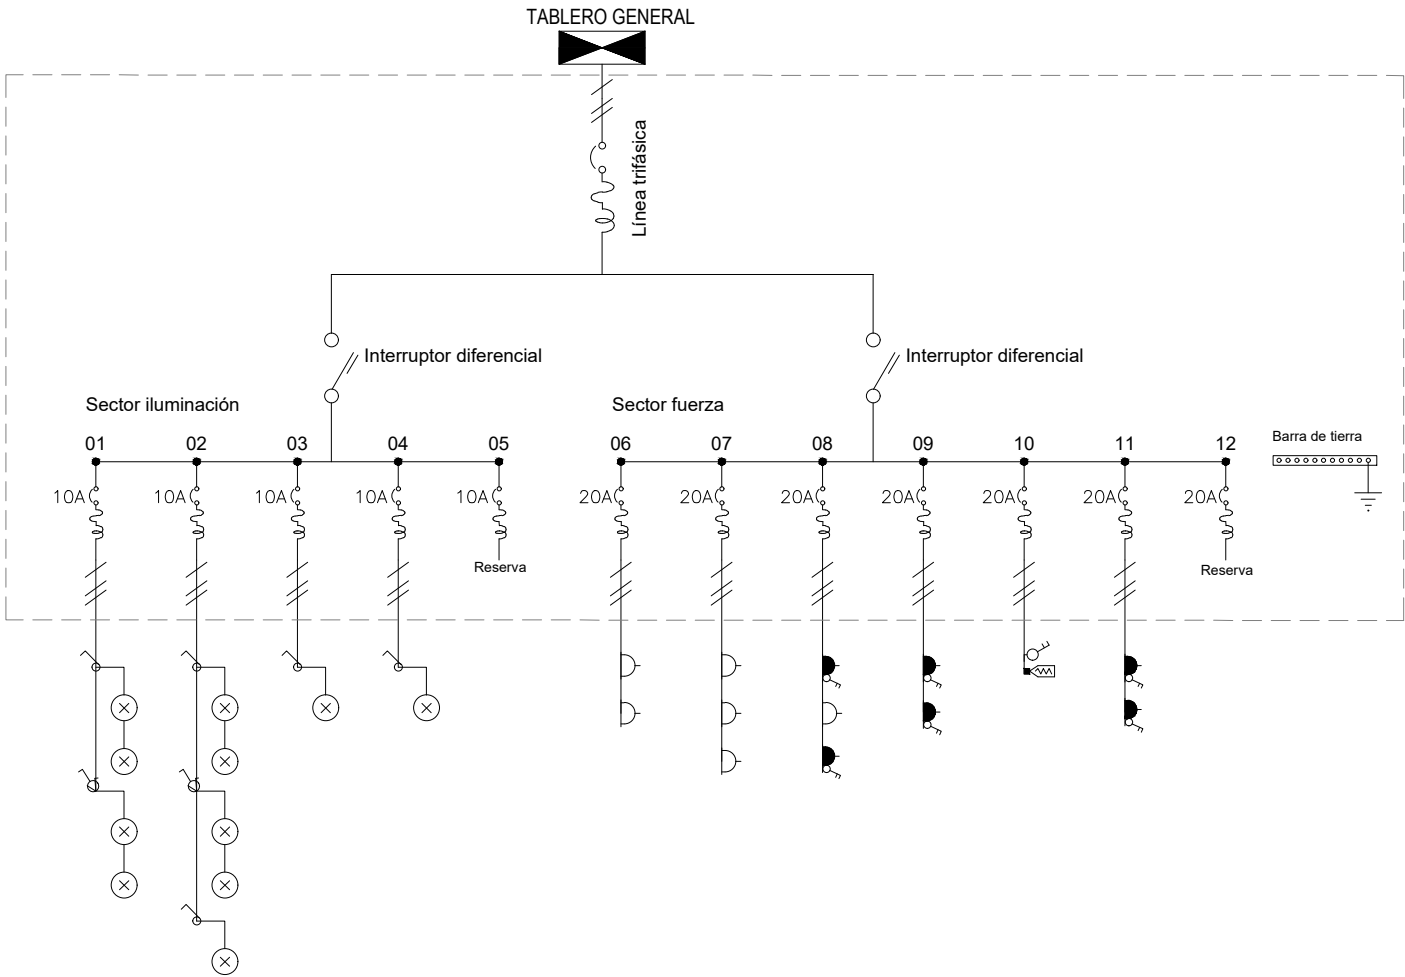 TABLERO GENERAL
Línea trifásica
Interruptor diferencial
Interruptor diferencial
Sector iluminación
Sector fuerza
01 02 03 04 05 06 07 08 09 10 11 12
Barra de tierra
10A 10A 10A 10A 10A 20A 20A 20A 20A 20A 20A 20A
Reserva
Reserva